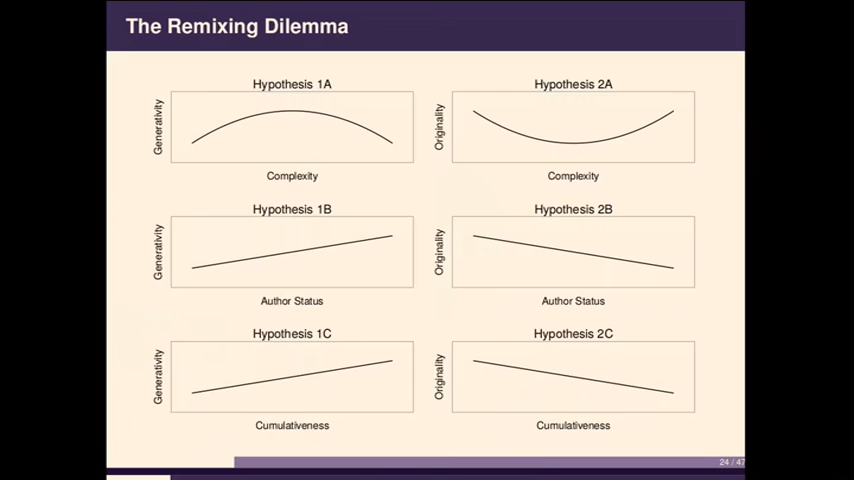 The Remixing Dilemma
Hypothesis 1A
Generativity
Complexity
Hypothesis 2A
Originality
Complexity
Hypothesis 1B
Generativity
Author Status
Hypothesis 2B
Originality
Author Status
Hypothesis 1C
Generativity
Cumulativeness
Hypothesis 2C
Originality
Cumulativeness
24 / 47